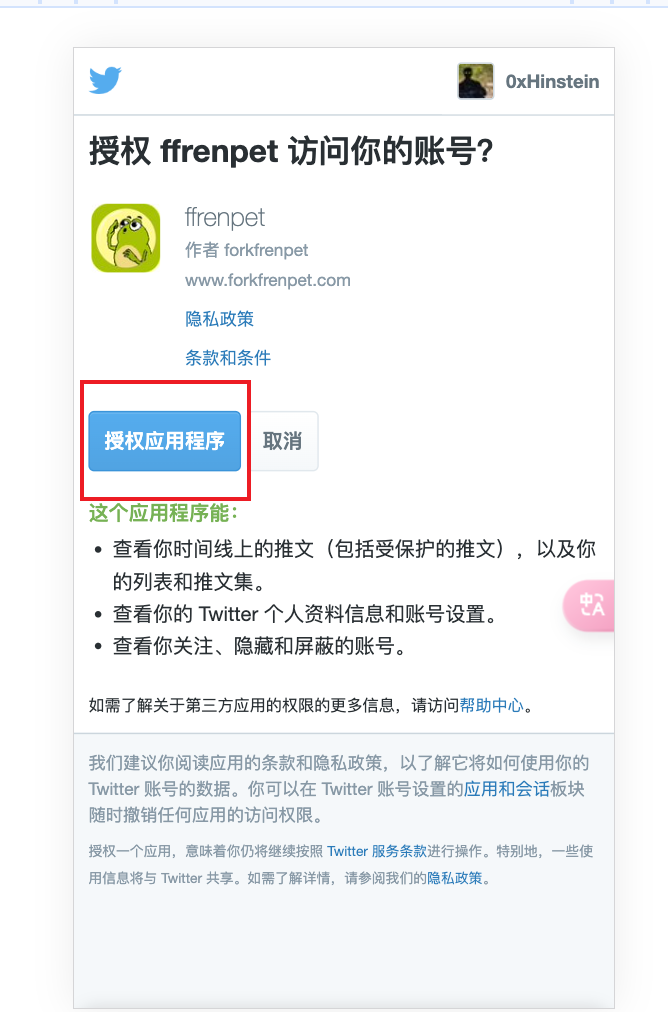 0xHinstein
授权 ffrenpet 访问你的账号？
ffrenpet
作者 forkfrenpet
www.forkfrenpet.com
隐私政策
条款和条件
授权应用程序
取消
这个应用程序能：
• 查看你时间线上的推文（包括受保护的推文），以及你
的列表和推文集。
• 查看你的 Twitter 个人资料信息和账号设置。
• 查看你关注、隐藏和屏蔽的账号。
中
A
如需了解关于第三方应用的权限的更多信息，请访问帮助中心。
我们建议你阅读应用的条款和隐私政策，以了解它将如何使用你的
Twitter 账号的数据。你可以在 Twitter 账号设置的应用和会话板块
随时撤销任何应用的访问权限。
授权一个应用，意味着你仍将继续按照 Twitter 服务条款进行操作。特别地，一些使
用信息将与 Twitter 共享。如需了解详情，请参阅我们的隐私政策。